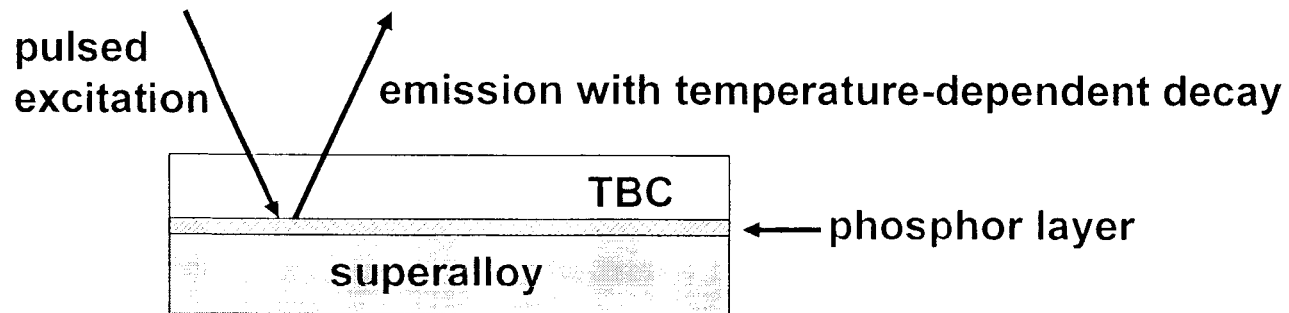 pulsed
excitation
emission with temperature-dependent decay
TBC
phosphor layer
superalloy